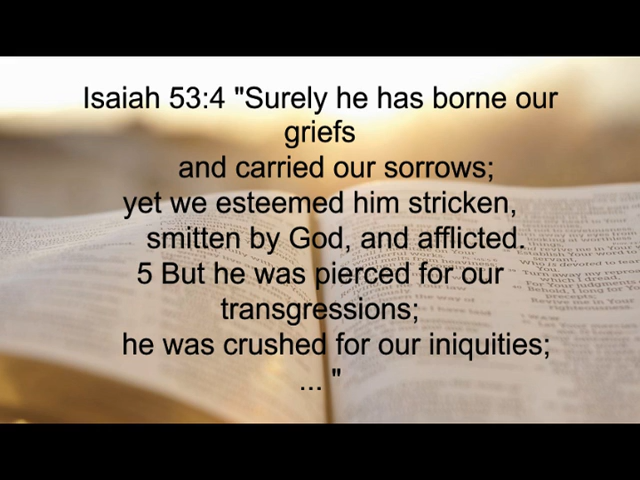 Isaiah 53:4 "Surely he has borne our
griefs
and carried our sorrows;
yet we esteemed him stricken,
smitten by God, and afflicted.
5 But he was pierced for our
transgressions;
he was crushed for our iniquities;
... "